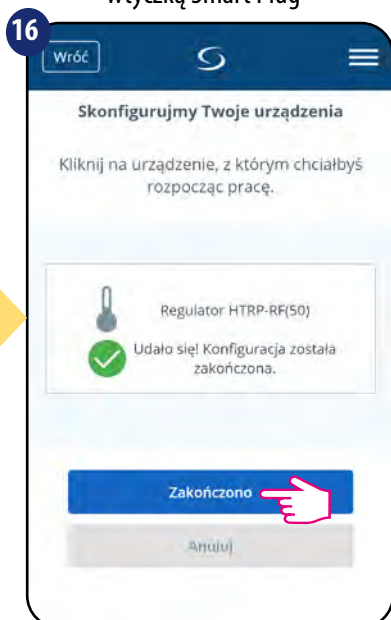 wtyczką Smart Plug
16
Wróć
Skonfigurujmy Twoje urządzenia
Kliknij na urządzenie, z którym chciałbyś
rozpocząc pracę.
Regulator HTRP-RF(50)
Udało się! Konfiguracja została
zakończona.
Zakończono
Anuluj